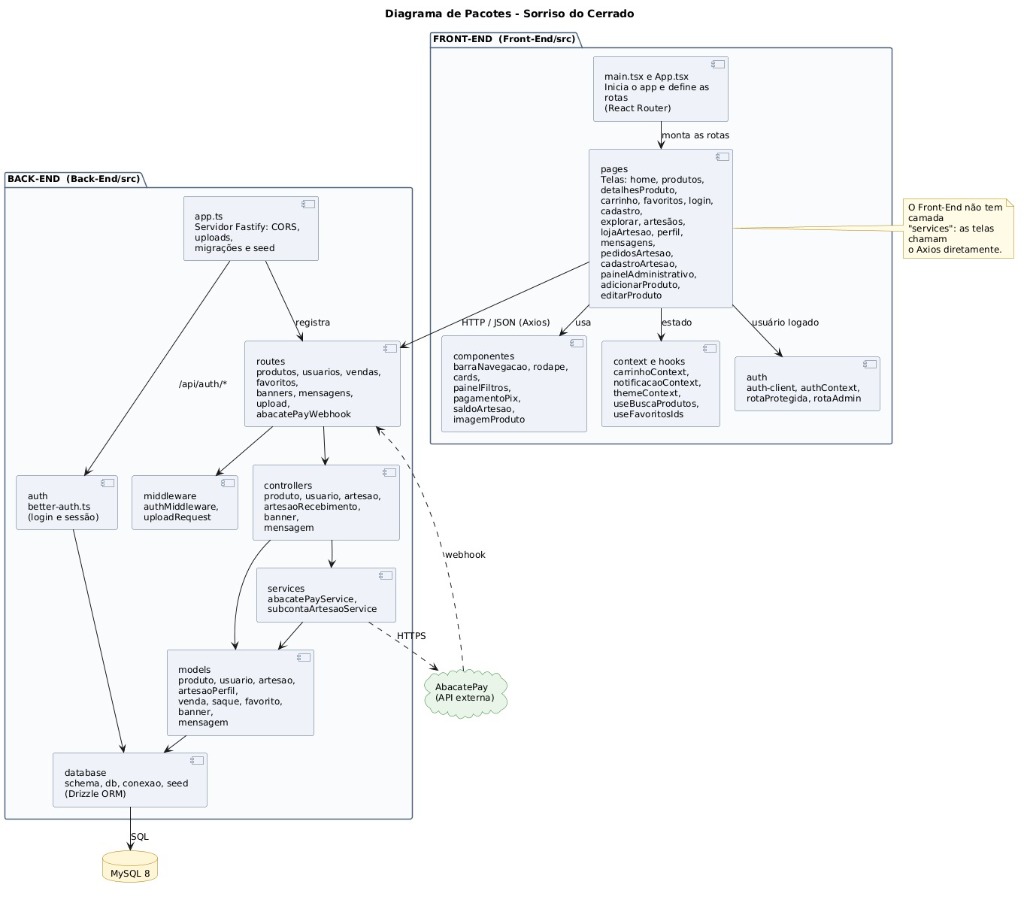 Diagrama de Pacotes - Sorriso do Cerrado
FRONT-END  (Front-End/src)
main.tsx e App.tsx
Inicia o app e define as
rotas
(React Router)
monta as rotas
pages
Telas: home, produtos,
detalhesProduto,
carrinho, favoritos, login,
cadastro,
explorar, artesãos,
lojaArtesao, perfil,
mensagens,
pedidosArtesao,
cadastroArtesao,
painelAdministrativo,
adicionarProduto,
editarProduto
O Front-End não tem
camada
"services": as telas
chamam
o Axios diretamente.
HTTP / JSON (Axios)
usa
estado
usuário logado
componentes
barraNavegacao, rodape,
cards,
painelFiltros,
pagamentoPix,
saldoArtesao,
imagemProduto
context e hooks
carrinhoContext,
notificacaoContext,
themeContext,
useBuscaProdutos,
useFavoritosIds
auth
auth-client, authContext,
rotaProtegida, rotaAdmin
BACK-END  (Back-End/src)
app.ts
Servidor Fastify: CORS,
uploads,
migrações e seed
registra
/api/auth/*
routes
produtos, usuarios, vendas,
favoritos,
banners, mensagens,
upload,
abacatePayWebhook
auth
better-auth.ts
(login e sessão)
middleware
authMiddleware,
uploadRequest
controllers
produto, usuario, artesao,
artesaoRecebimento,
banner,
mensagem
webhook
services
abacatePayService,
subcontaArtesaoService
HTTPS
models
produto, usuario, artesao,
artesaoPerfil,
venda, saque, favorito,
banner,
mensagem
AbacatePay
(API externa)
database
schema, db, conexao, seed
(Drizzle ORM)
SQL
MySQL 8